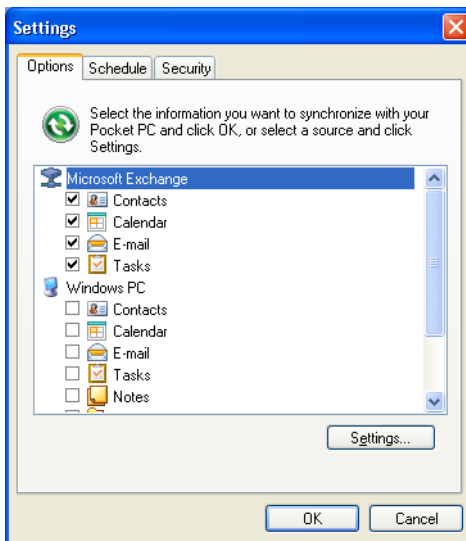 Settings
Options Schedule Security
Select the information you want to synchronize with your
Pocket PC and click OK, or select a source and click
Settings.
Microsoft Exchange
Contacts
Calendar
E-mail
Tasks
Windows PC
Contacts
Calendar
E-mail
Tasks
Notes
Settings...
OK Cancel